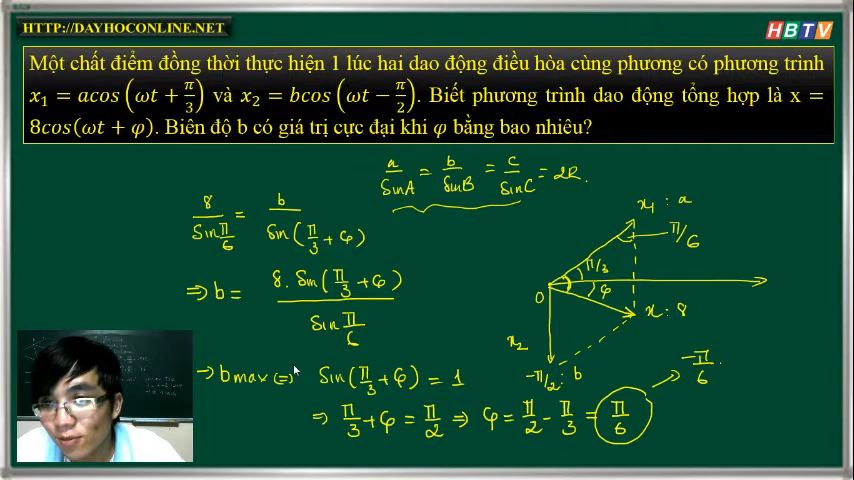 HTTP://DAYHOCONLINE.NET
HBTV
Một chất điểm đồng thời thực hiện 1 lúc hai dao động điều hòa cùng phương có phương trình
x₁ = acos(ωt + π/3) và x₂ = bcos(ωt − π/2). Biết phương trình dao động tổng hợp là x =
8cos(ωt + φ). Biên độ b có giá trị cực đại khi φ bằng bao nhiêu?
a/SinA = b/SinB = c/SinC = 2R.
8/Sin π/6 = b/Sin(π/3 + φ)
⇒ b = 8. Sin(π/3 + φ) / Sin π/6
→ bmax (=) Sin(π/3 + φ) = 1
⇒ π/3 + φ = π/2 ⇒ φ = π/2 − π/3 = π/6
→ −π/6
x₁ : a
π/6
π/3
φ
O
x : 8
x₂
−π/2 : b